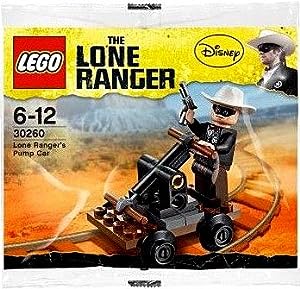 LEGO
THE
LONE
RANGER
Disney
6-12
30260
Lone Ranger's
Pump Car